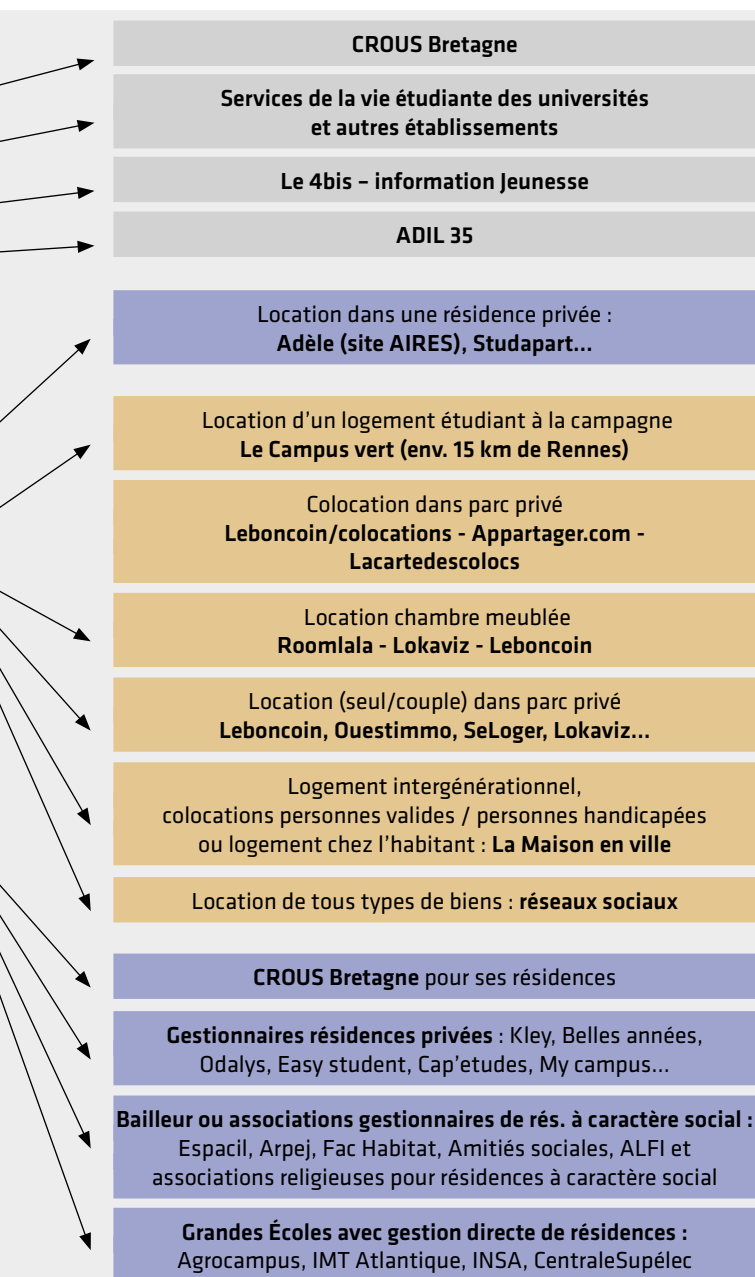 CROUS Bretagne
Services de la vie étudiante des universités
et autres établissements
Le 4bis – information Jeunesse
ADIL 35
Location dans une résidence privée :
Adèle (site AIRES), Studapart...
Location d’un logement étudiant à la campagne
Le Campus vert (env. 15 km de Rennes)
Colocation dans parc privé
Leboncoin/colocations - Appartager.com -
Lacartedescolocs
Location chambre meublée
Roomlala - Lokaviz - Leboncoin
Location (seul/couple) dans parc privé
Leboncoin, Ouestimmo, SeLoger, Lokaviz...
Logement intergénérationnel,
colocations personnes valides / personnes handicapées
ou logement chez l’habitant : La Maison en ville
Location de tous types de biens : réseaux sociaux
CROUS Bretagne pour ses résidences
Gestionnaires résidences privées : Kley, Belles années,
Odalys, Easy student, Cap’etudes, My campus...
Bailleur ou associations gestionnaires de rés. à caractère social :
Espacil, Arpej, Fac Habitat, Amitiés sociales, ALFI et
associations religieuses pour résidences à caractère social
Grandes Écoles avec gestion directe de résidences :
Agrocampus, IMT Atlantique, INSA, CentraleSupélec